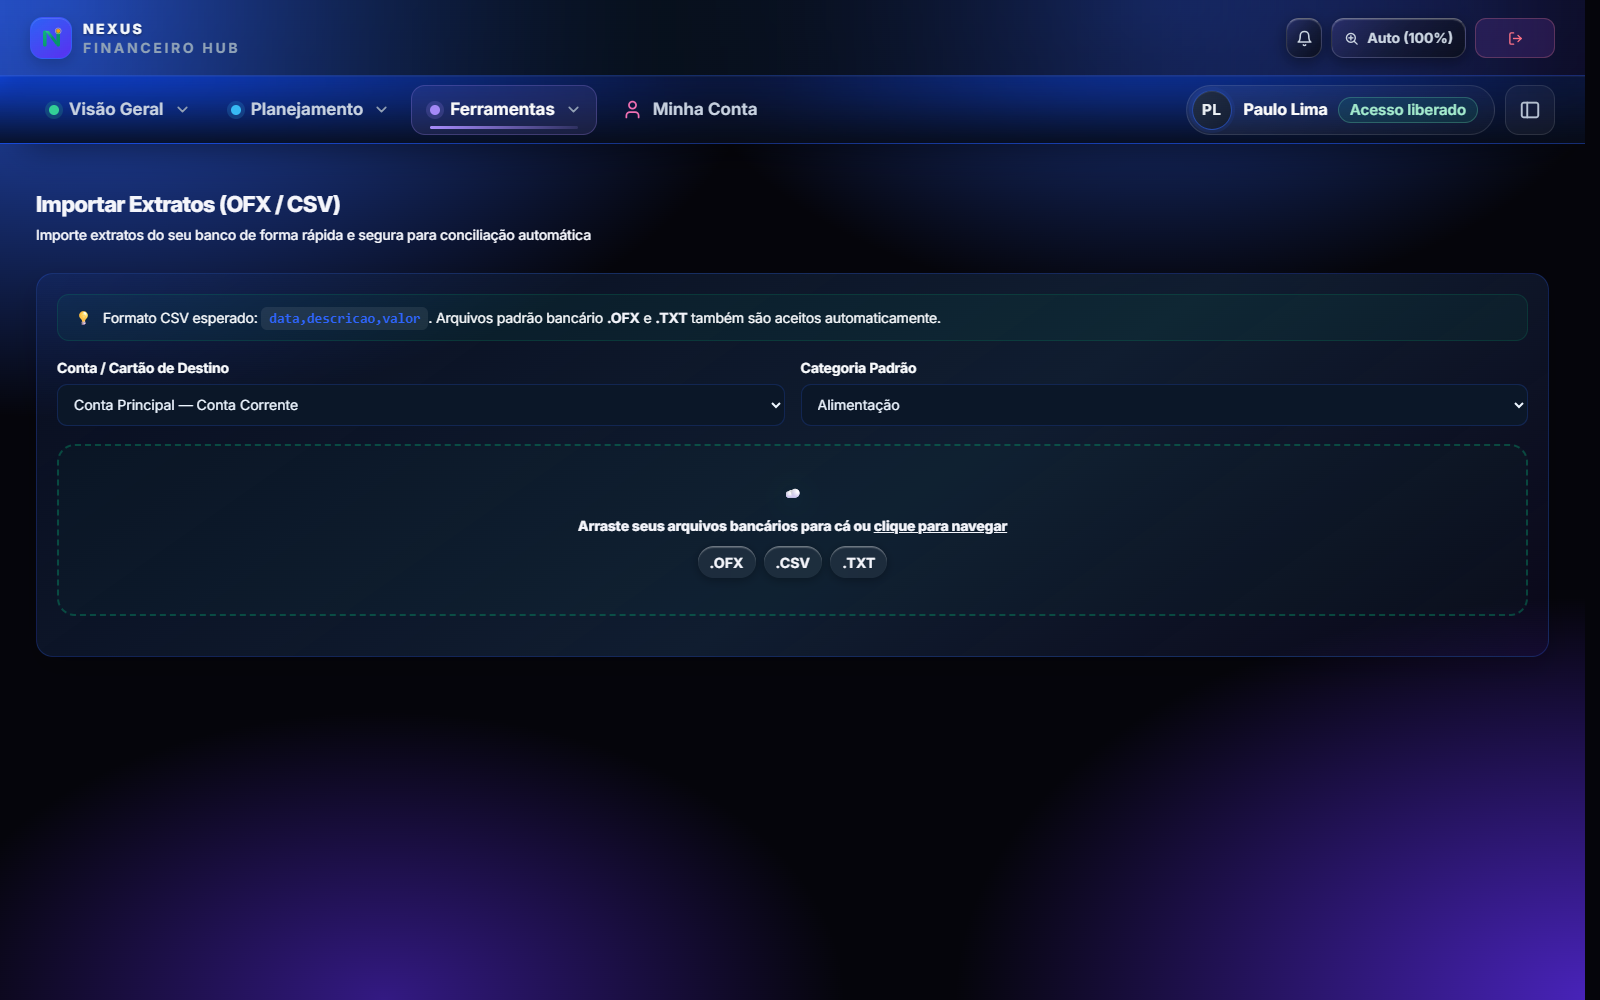 NEXUS
FINANCEIRO HUB
Auto (100%)
Visão Geral
Planejamento
Ferramentas
Minha Conta
PL
Paulo Lima
Acesso liberado
Importar Extratos (OFX / CSV)
Importe extratos do seu banco de forma rápida e segura para conciliação automática
Formato CSV esperado: data,descricao,valor. Arquivos padrão bancário .OFX e .TXT também são aceitos automaticamente.
Conta / Cartão de Destino
Conta Principal — Conta Corrente
Categoria Padrão
Alimentação
Arraste seus arquivos bancários para cá ou clique para navegar
.OFX
.CSV
.TXT